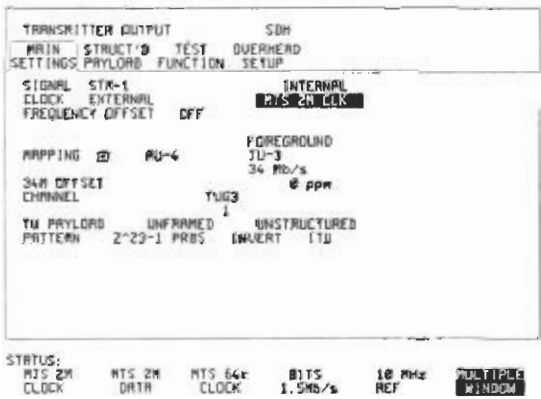 TRANSMITTER OUTPUT SDH
MAIN STRUCT'D TEST OVERHEAD
SETTINGS PAYLOAD FUNCTION SETUP
SIGNAL STM-1 INTERNAL
CLOCK EXTERNAL MTS 2M CLK
FREQUENCY OFFSET OFF
FOREGROUND
MAPPING AU-4 TU-3
34 Mb/s
34M OFFSET 0 ppm
CHANNEL TUG3
1
TU PAYLOAD UNFRAMED UNSTRUCTURED
PATTERN 2^23-1 PRBS INVERT ITU
STATUS:
MTS 2M MTS 2M MTS 64k BITS 10 MHz MULTIPLE
CLOCK DATA CLOCK 1.5Mb/s REF WINDOW